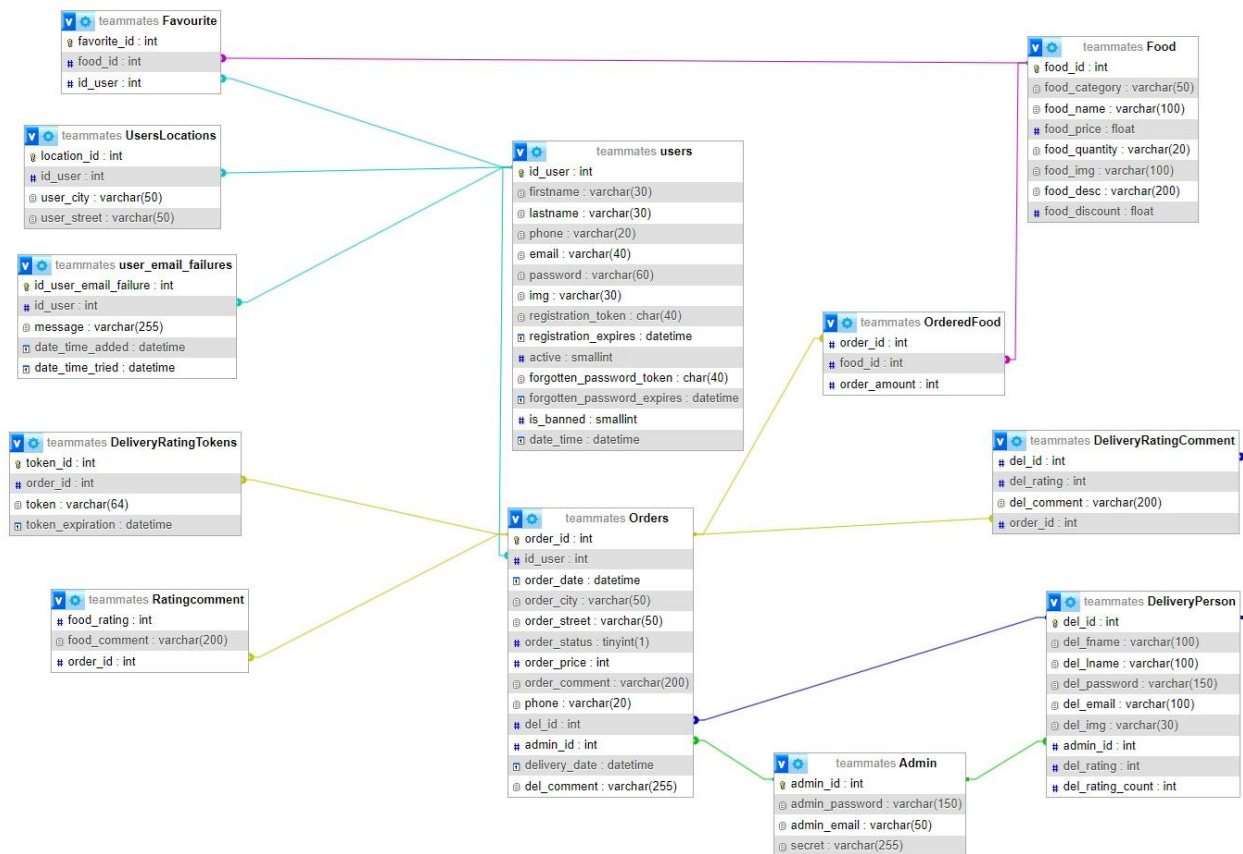 teammates Favourite
favorite_id : int
food_id : int
id_user : int
teammates Food
food_id : int
food_category : varchar(50)
food_name : varchar(100)
food_price : float
food_quantity : varchar(20)
food_img : varchar(100)
food_desc : varchar(200)
food_discount : float
teammates UsersLocations
location_id : int
id_user : int
user_city : varchar(50)
user_street : varchar(50)
teammates users
id_user : int
firstname : varchar(30)
lastname : varchar(30)
phone : varchar(20)
email : varchar(40)
password : varchar(60)
img : varchar(30)
registration_token : char(40)
registration_expires : datetime
active : smallint
forgotten_password_token : char(40)
forgotten_password_expires : datetime
is_banned : smallint
date_time : datetime
teammates user_email_failures
id_user_email_failure : int
id_user : int
message : varchar(255)
date_time_added : datetime
date_time_tried : datetime
teammates OrderedFood
order_id : int
food_id : int
order_amount : int
teammates DeliveryRatingTokens
token_id : int
order_id : int
token : varchar(64)
token_expiration : datetime
teammates DeliveryRatingComment
del_id : int
del_rating : int
del_comment : varchar(200)
order_id : int
teammates Orders
order_id : int
id_user : int
order_date : datetime
order_city : varchar(50)
order_street : varchar(50)
order_status : tinyint(1)
order_price : int
order_comment : varchar(200)
phone : varchar(20)
del_id : int
admin_id : int
delivery_date : datetime
del_comment : varchar(255)
teammates Ratingcomment
food_rating : int
food_comment : varchar(200)
order_id : int
teammates DeliveryPerson
del_id : int
del_fname : varchar(100)
del_lname : varchar(100)
del_password : varchar(150)
del_email : varchar(100)
del_img : varchar(30)
admin_id : int
del_rating : int
del_rating_count : int
teammates Admin
admin_id : int
admin_password : varchar(150)
admin_email : varchar(50)
secret : varchar(255)